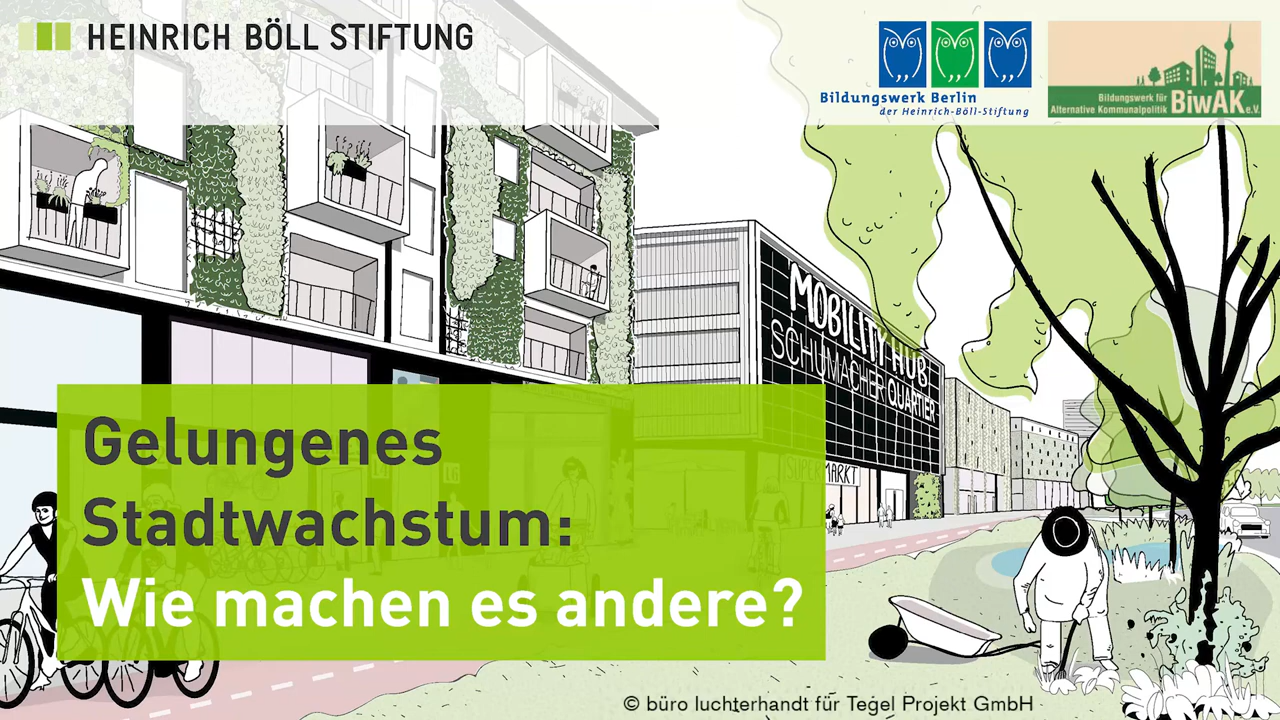 HEINRICH BÖLL STIFTUNG
Bildungswerk Berlin
der Heinrich-Böll-Stiftung
Bildungswerk für
Alternative Kommunalpolitik
BiwAK e.V.
MOBILITY HUB
SCHUMACHER QUARTIER
SUPERMARKT
16
Gelungenes
Stadtwachstum:
Wie machen es andere?
© büro luchterhandt für Tegel Projekt GmbH